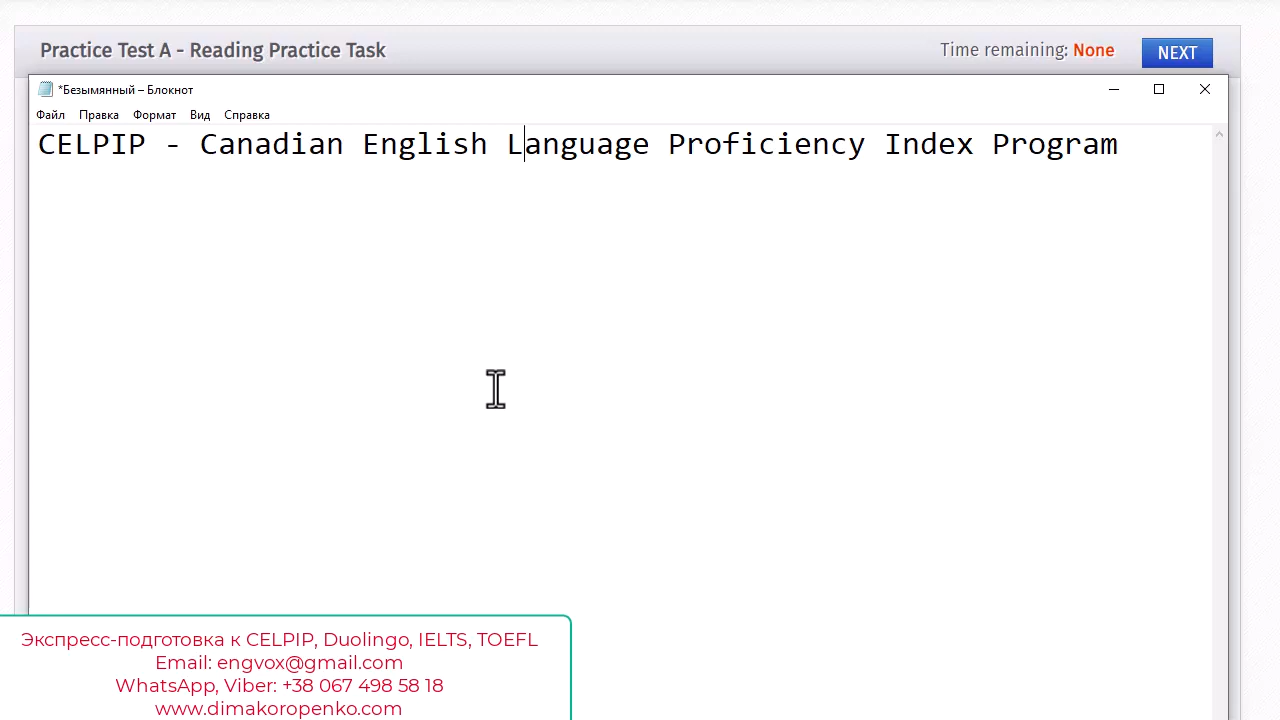 Practice Test A - Reading Practice Task
Time remaining: None
NEXT
*Безымянный – Блокнот
Файл Правка Формат Вид Справка
CELPIP - Canadian English Language Proficiency Index Program
Экспресс-подготовка к CELPIP, Duolingo, IELTS, TOEFL
Email: engvox@gmail.com
WhatsApp, Viber: +38 067 498 58 18
www.dimakoropenko.com